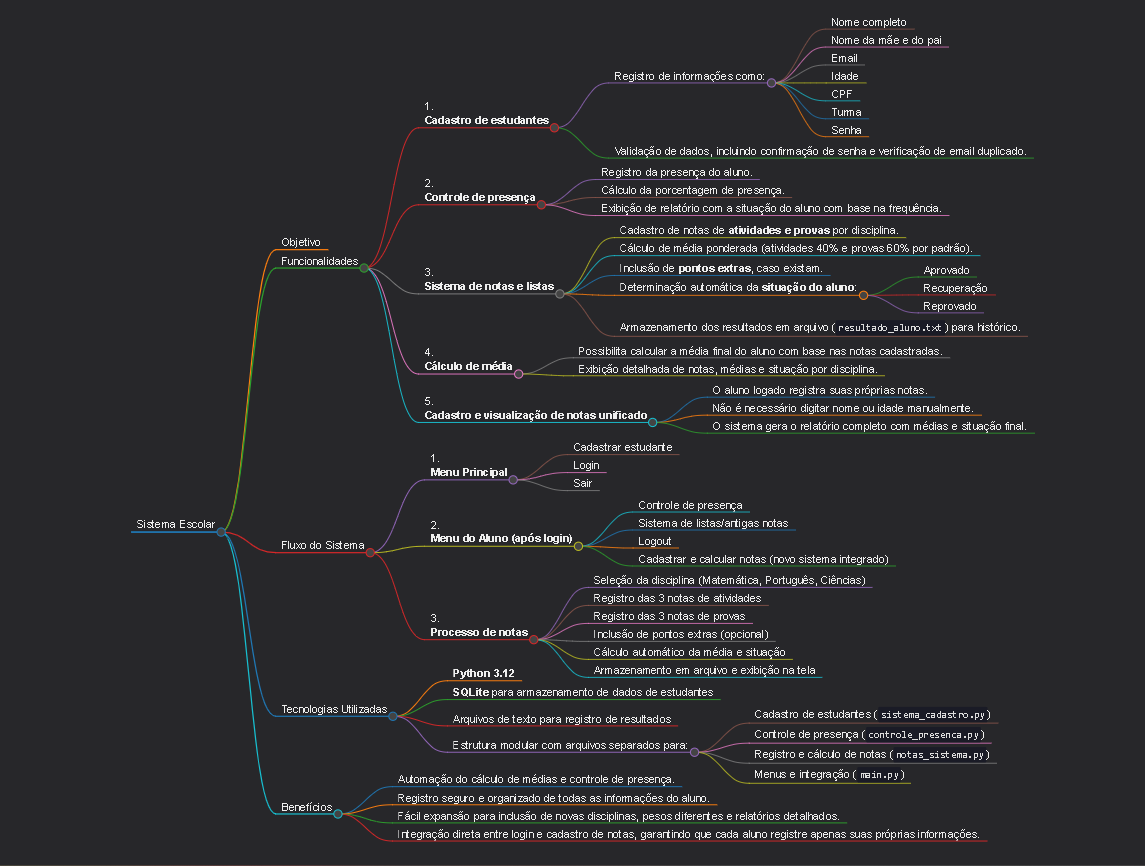 Sistema Escolar
Objetivo
Funcionalidades
1.
Cadastro de estudantes
Registro de informações como:
Nome completo
Nome da mãe e do pai
Email
Idade
CPF
Turma
Senha
Validação de dados, incluindo confirmação de senha e verificação de email duplicado.
2.
Controle de presença
Registro da presença do aluno.
Cálculo da porcentagem de presença.
Exibição de relatório com a situação do aluno com base na frequência.
3.
Sistema de notas e listas
Cadastro de notas de atividades e provas por disciplina.
Cálculo de média ponderada (atividades 40% e provas 60% por padrão).
Inclusão de pontos extras, caso existam.
Determinação automática da situação do aluno:
Aprovado
Recuperação
Reprovado
Armazenamento dos resultados em arquivo (resultado_aluno.txt) para histórico.
4.
Cálculo de média
Possibilita calcular a média final do aluno com base nas notas cadastradas.
Exibição detalhada de notas, médias e situação por disciplina.
5.
Cadastro e visualização de notas unificado
O aluno logado registra suas próprias notas.
Não é necessário digitar nome ou idade manualmente.
O sistema gera o relatório completo com médias e situação final.
Fluxo do Sistema
1.
Menu Principal
Cadastrar estudante
Login
Sair
2.
Menu do Aluno (após login)
Controle de presença
Sistema de listas/antigas notas
Logout
Cadastrar e calcular notas (novo sistema integrado)
3.
Processo de notas
Seleção da disciplina (Matemática, Português, Ciências)
Registro das 3 notas de atividades
Registro das 3 notas de provas
Inclusão de pontos extras (opcional)
Cálculo automático da média e situação
Armazenamento em arquivo e exibição na tela
Tecnologias Utilizadas
Python 3.12
SQLite para armazenamento de dados de estudantes
Arquivos de texto para registro de resultados
Estrutura modular com arquivos separados para:
Cadastro de estudantes (sistema_cadastro.py)
Controle de presença (controle_presenca.py)
Registro e cálculo de notas (notas_sistema.py)
Menus e integração (main.py)
Benefícios
Automação do cálculo de médias e controle de presença.
Registro seguro e organizado de todas as informações do aluno.
Fácil expansão para inclusão de novas disciplinas, pesos diferentes e relatórios detalhados.
Integração direta entre login e cadastro de notas, garantindo que cada aluno registre apenas suas próprias informações.